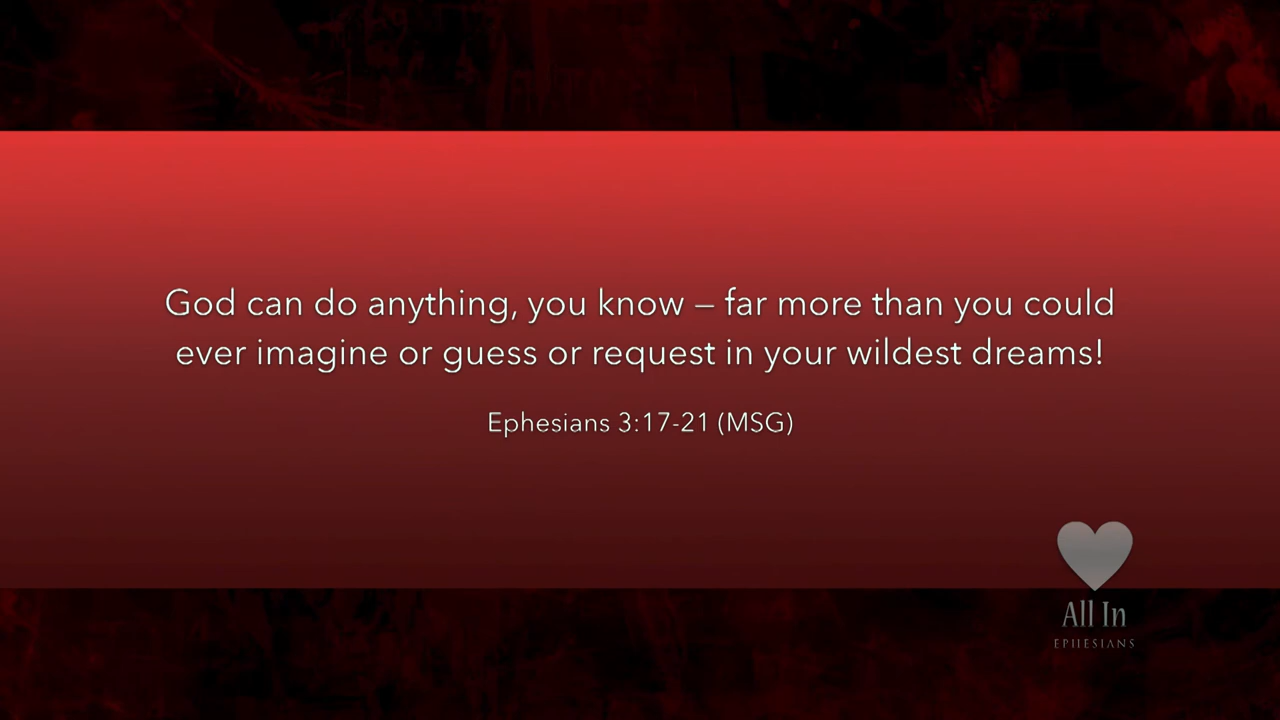 God can do anything, you know – far more than you could
ever imagine or guess or request in your wildest dreams!
Ephesians 3:17-21 (MSG)
All In
EPHESIANS